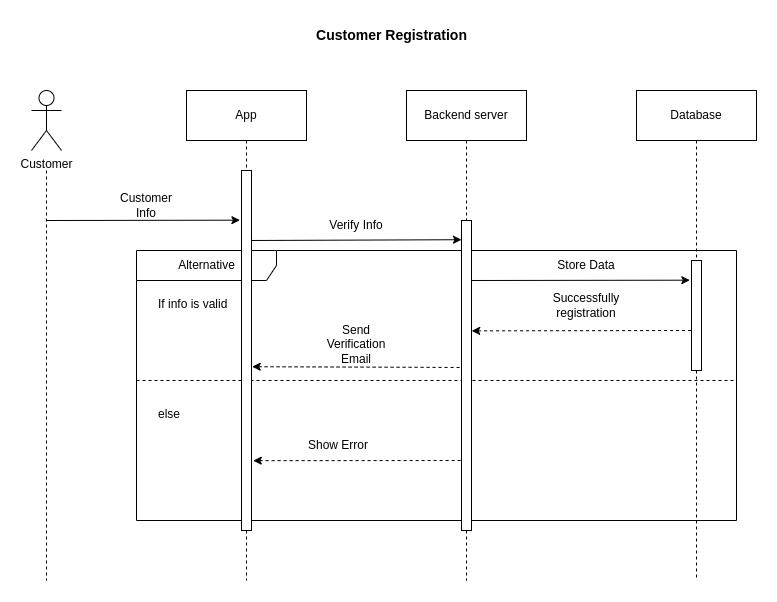 Customer Registration
App
Backend server
Database
Customer
Customer
Info
Verify Info
Alternative
Store Data
If info is valid
Successfully
registration
Send
Verification
Email
else
Show Error